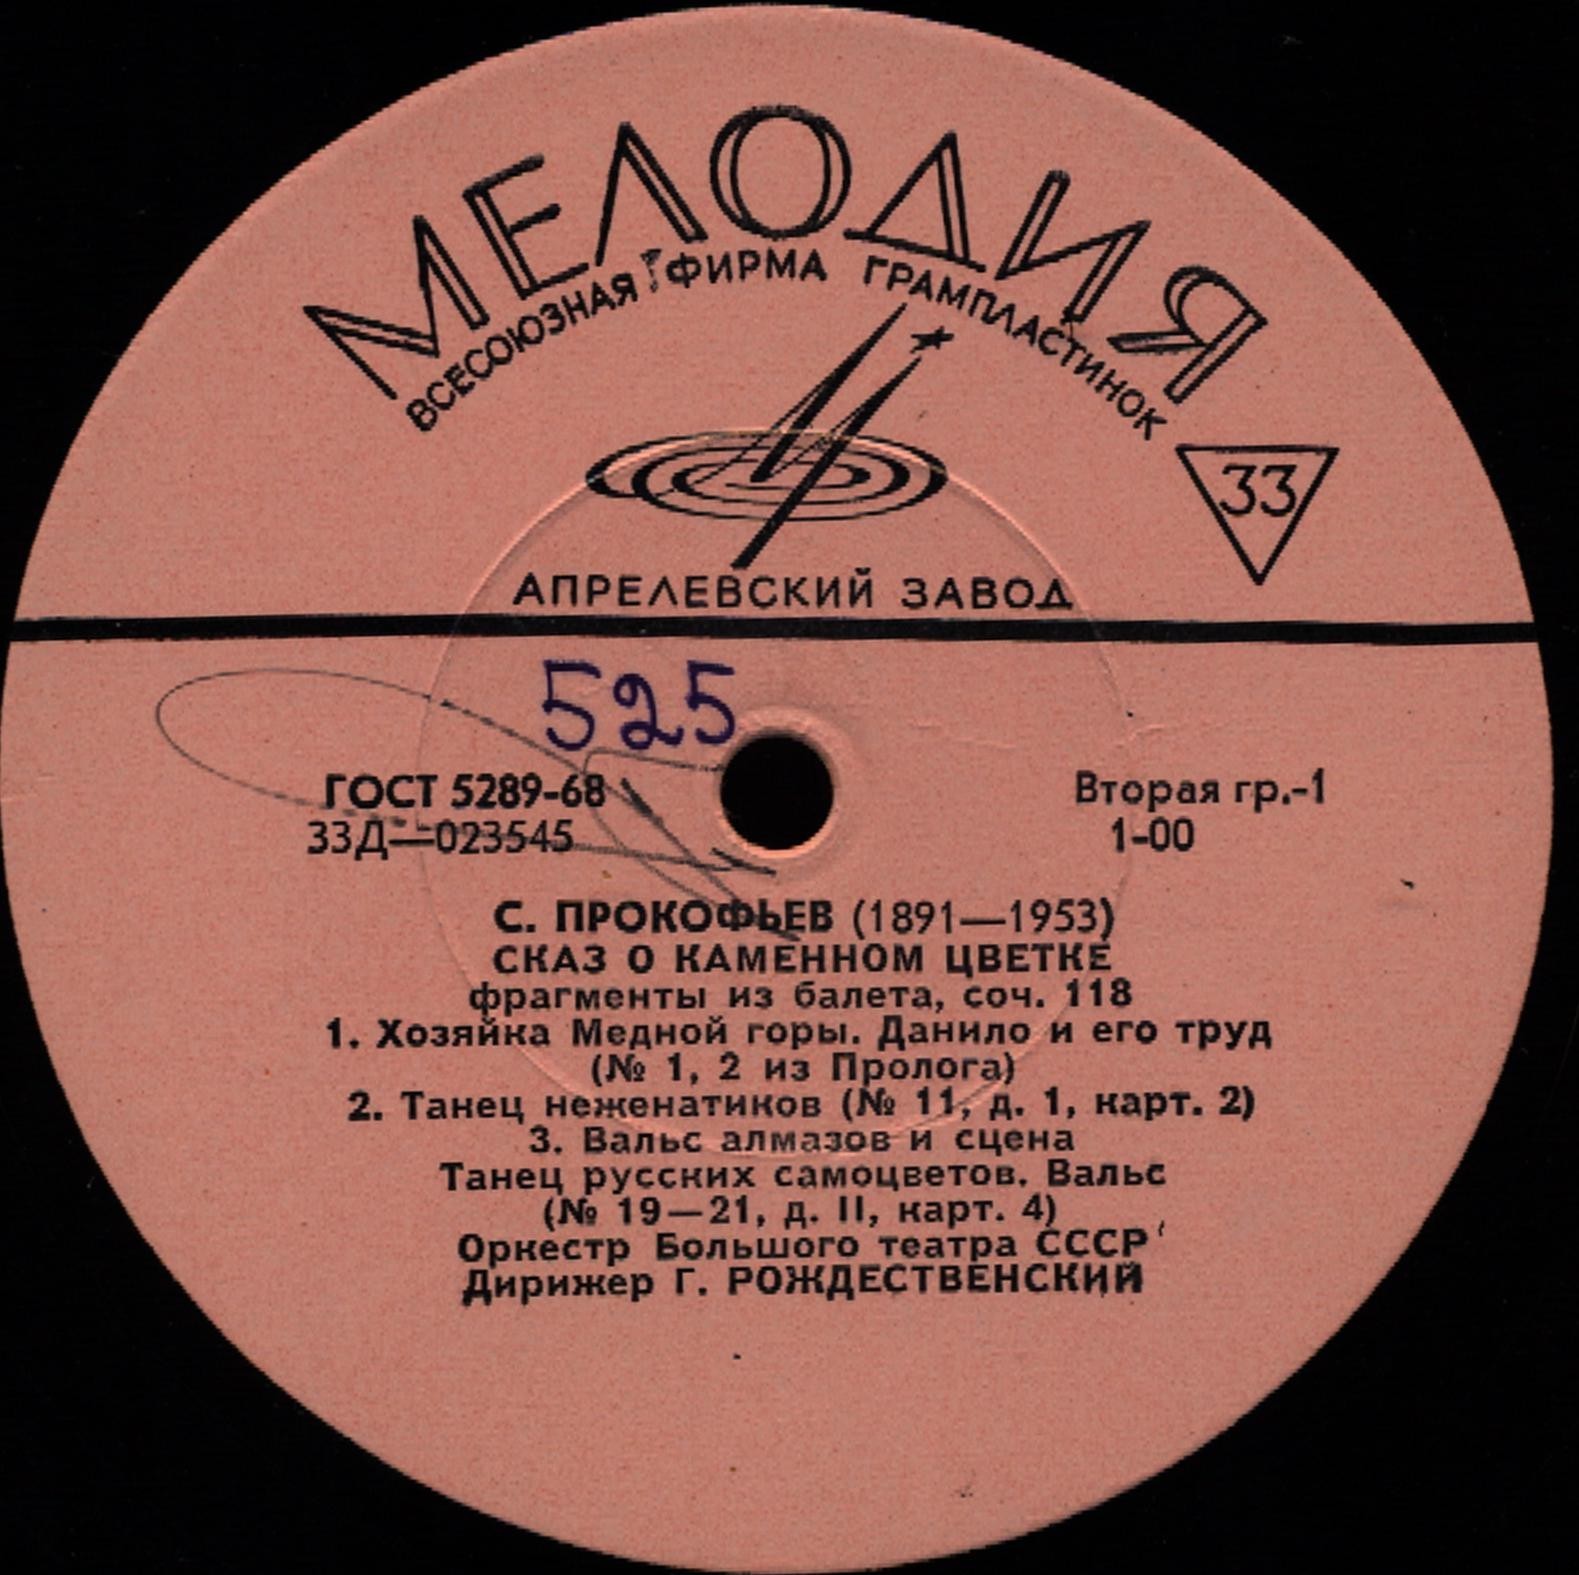 МЕЛОДИЯ
ВСЕСОЮЗНАЯ ФИРМА ГРАМПЛАСТИНОК
33
АПРЕЛЕВСКИЙ ЗАВОД
525
ГОСТ 5289-68
Вторая гр.-1
33Д—023545
1-00
С. ПРОКОФЬЕВ (1891—1953)
СКАЗ О КАМЕННОМ ЦВЕТКЕ
фрагменты из балета, соч. 118
1. Хозяйка Медной горы. Данило и его труд
(№ 1, 2 из Пролога)
2. Танец неженатиков (№ 11, д. 1, карт. 2)
3. Вальс алмазов и сцена
Танец русских самоцветов. Вальс
(№ 19—21, д. II, карт. 4)
Оркестр Большого театра СССР
Дирижер Г. РОЖДЕСТВЕНСКИЙ